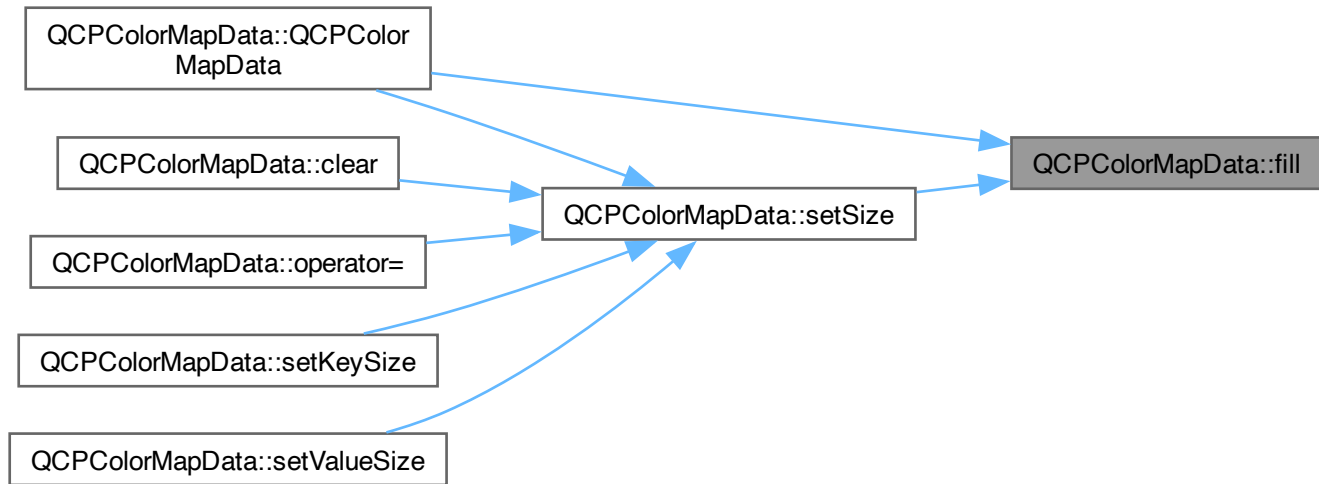 QCPColorMapData::QCPColor
MapData
QCPColorMapData::clear
QCPColorMapData::operator=
QCPColorMapData::setKeySize
QCPColorMapData::setValueSize
QCPColorMapData::setSize
QCPColorMapData::fill